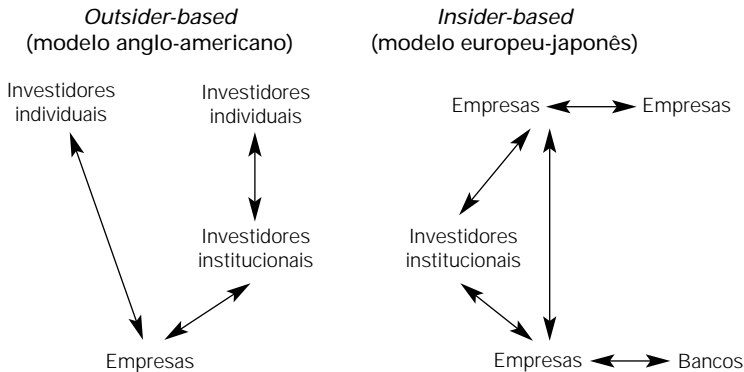 Outsider-based
(modelo anglo-americano)
Investidores
individuais
Investidores
individuais
Investidores
institucionais
Empresas
Insider-based
(modelo europeu-japonês)
Empresas
Empresas
Investidores
institucionais
Empresas
Bancos